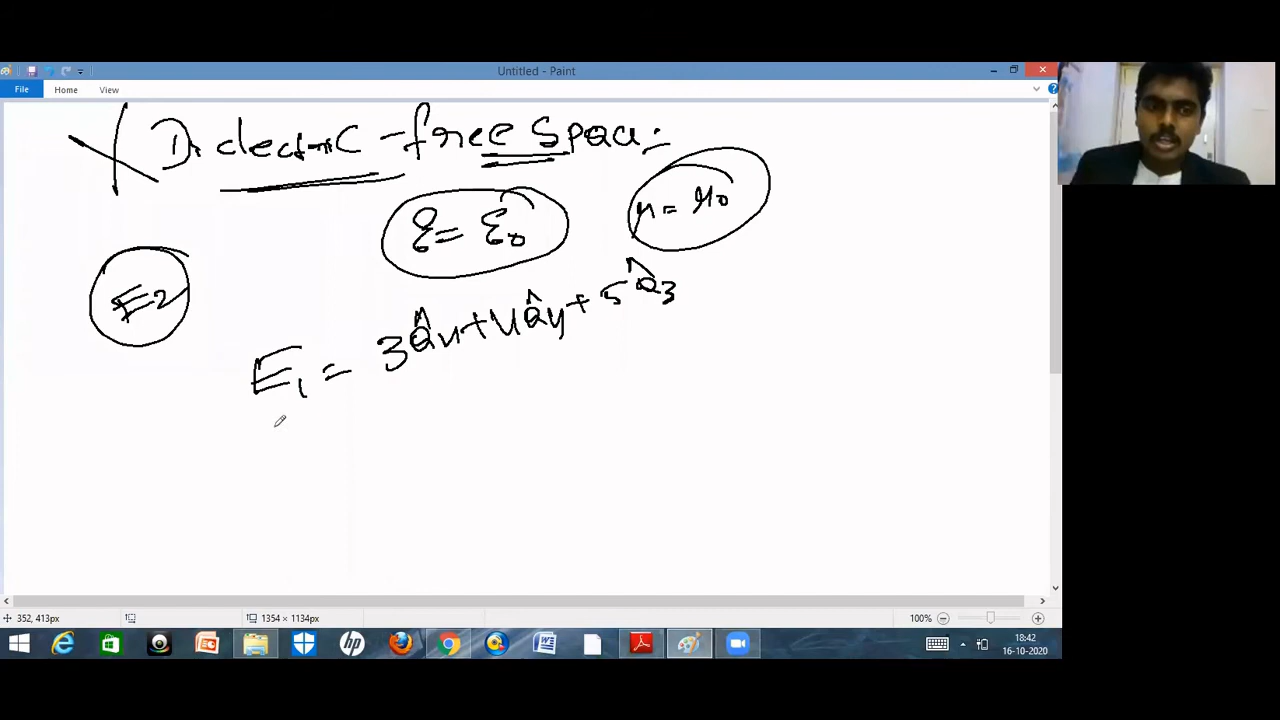 Untitled - Paint
File Home View
Dielectric - free Space:
ε = ε0 μ = μ0
E2
E1 = 3âx + 4ây + 5âz
352, 413px 1354 × 1134px 100%
18:42
16-10-2020